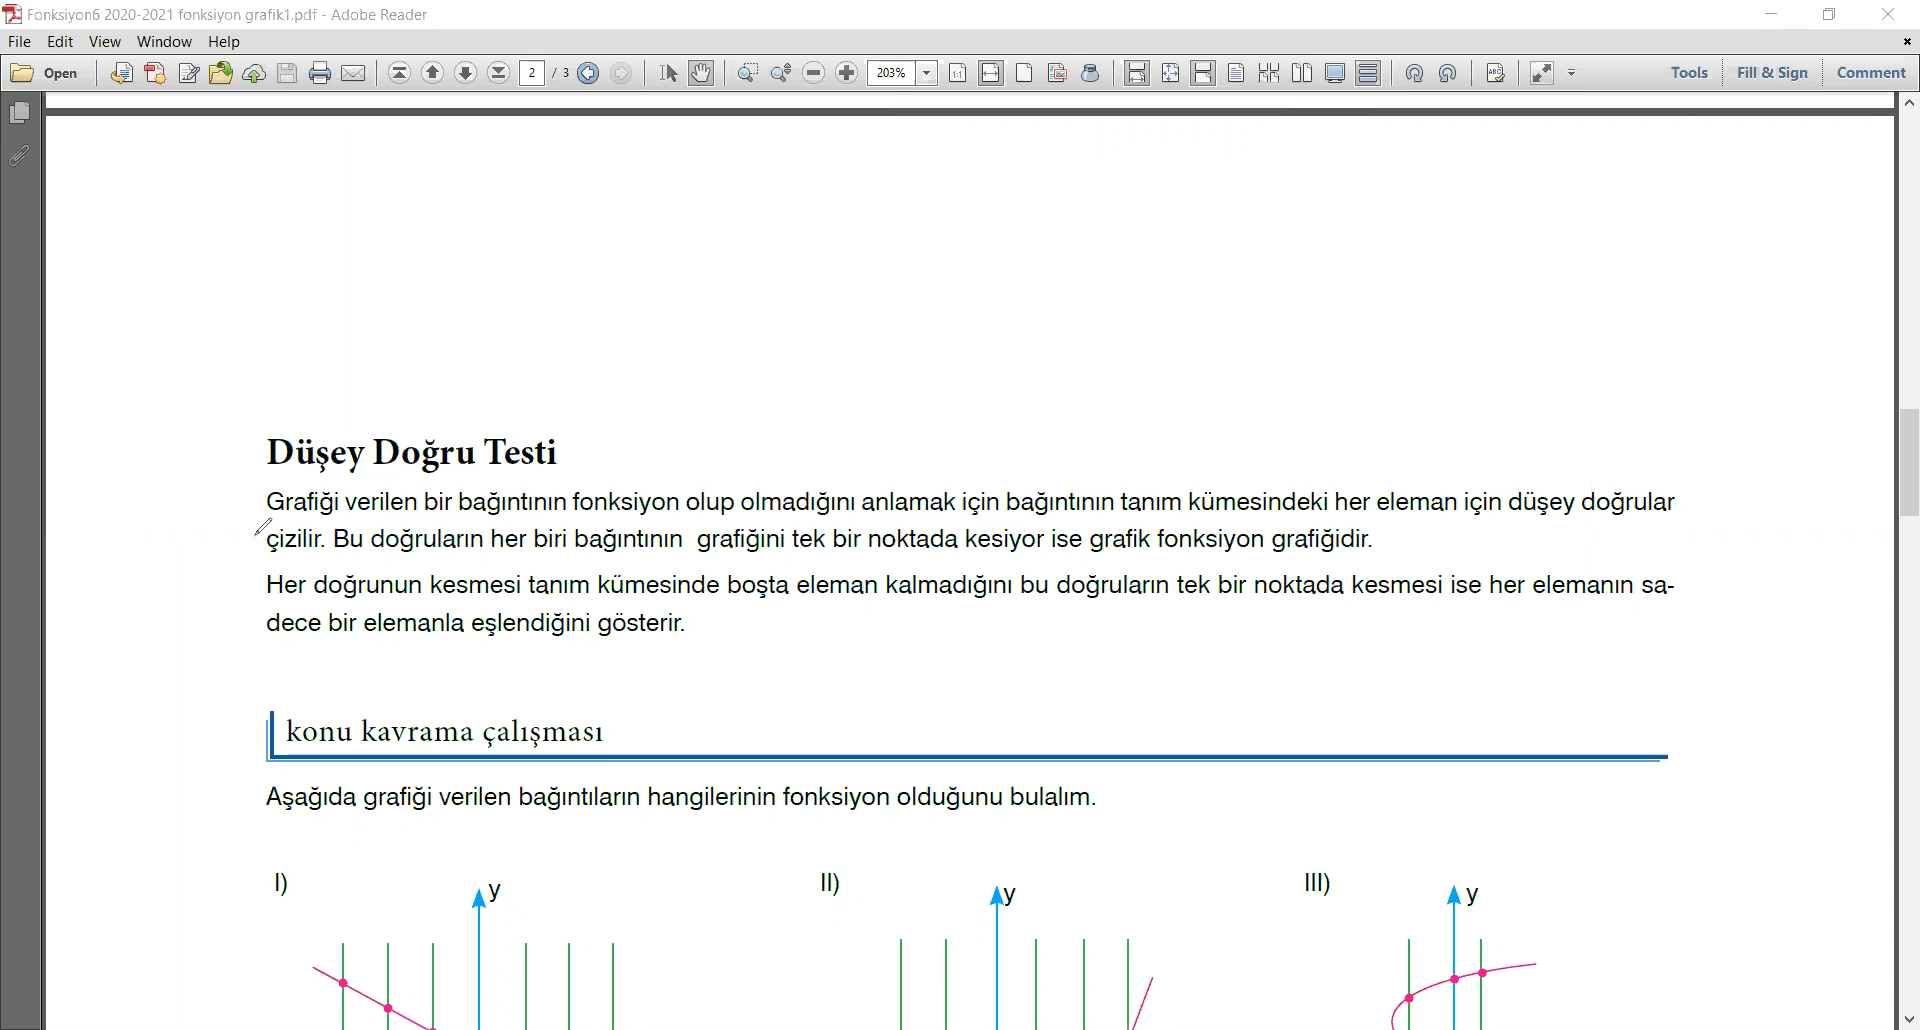 Fonksiyon6 2020-2021 fonksiyon grafik1.pdf - Adobe Reader
File Edit View Window Help
Open 2 / 3 203% Tools Fill & Sign Comment
Düşey Doğru Testi
Grafiği verilen bir bağıntının fonksiyon olup olmadığını anlamak için bağıntının tanım kümesindeki her eleman için düşey doğrular
çizilir. Bu doğruların her biri bağıntının grafiğini tek bir noktada kesiyor ise grafik fonksiyon grafiğidir.
Her doğrunun kesmesi tanım kümesinde boşta eleman kalmadığını bu doğruların tek bir noktada kesmesi ise her elemanın sa-
dece bir elemanla eşlendiğini gösterir.
konu kavrama çalışması
Aşağıda grafiği verilen bağıntıların hangilerinin fonksiyon olduğunu bulalım.
I) y II) y III) y